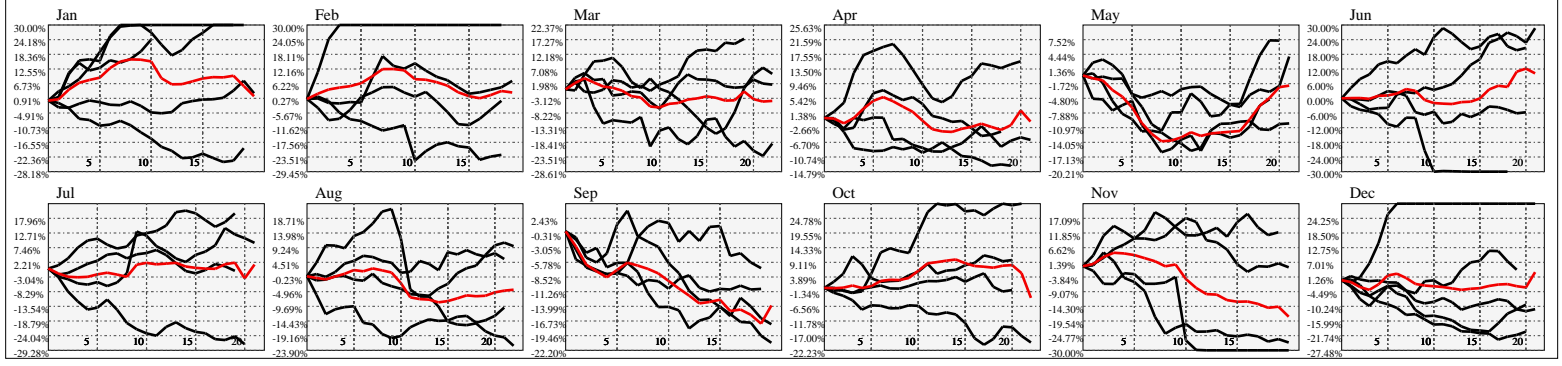 Jan Feb Mar Apr May Jun
30.00% 30.00% 22.37% 25.63% 30.00%
24.18% 24.05% 17.27% 21.59% 7.52% 24.00%
18.36% 18.11% 12.18% 17.55% 4.44% 18.00%
12.55% 12.16% 7.08% 13.50% 1.36% 12.00%
6.73% 6.22% 1.98% 9.46% -1.72% 6.00%
0.91% 0.27% -3.12% 5.42% -4.80% 0.00%
-4.91% -5.67% -8.22% 1.38% -7.88% -6.00%
-10.73% -11.62% -13.31% -2.66% -10.97% -12.00%
-16.55% -17.56% -18.41% -6.70% -14.05% -18.00%
-22.36% -23.51% -23.51% -10.74% -17.13% -24.00%
-28.18% -29.45% -28.61% -14.79% -20.21% -30.00%
5 10 15 5 10 15 5 10 15 20 5 10 15 20 5 10 15 20 5 10 15 20
Jul Aug Sep Oct Nov Dec
17.96% 18.71% 2.43% 24.78% 17.09% 24.25%
12.71% 13.98% -0.31% 19.55% 11.85% 18.50%
7.46% 9.24% -3.05% 14.33% 6.62% 12.75%
2.21% 4.51% -5.78% 9.11% 1.39% 7.01%
-3.04% -0.23% -8.52% 3.89% -3.84% 1.26%
-8.29% -4.96% -11.26% -1.34% -9.07% -4.49%
-13.54% -9.69% -13.99% -6.56% -14.30% -10.24%
-18.79% -14.43% -16.73% -11.78% -19.54% -15.99%
-24.04% -19.16% -19.46% -17.00% -24.77% -21.74%
-29.28% -23.90% -22.20% -22.23% -30.00% -27.48%
5 10 15 20 5 10 15 20 5 10 15 5 10 15 20 5 10 15 5 10 15 20